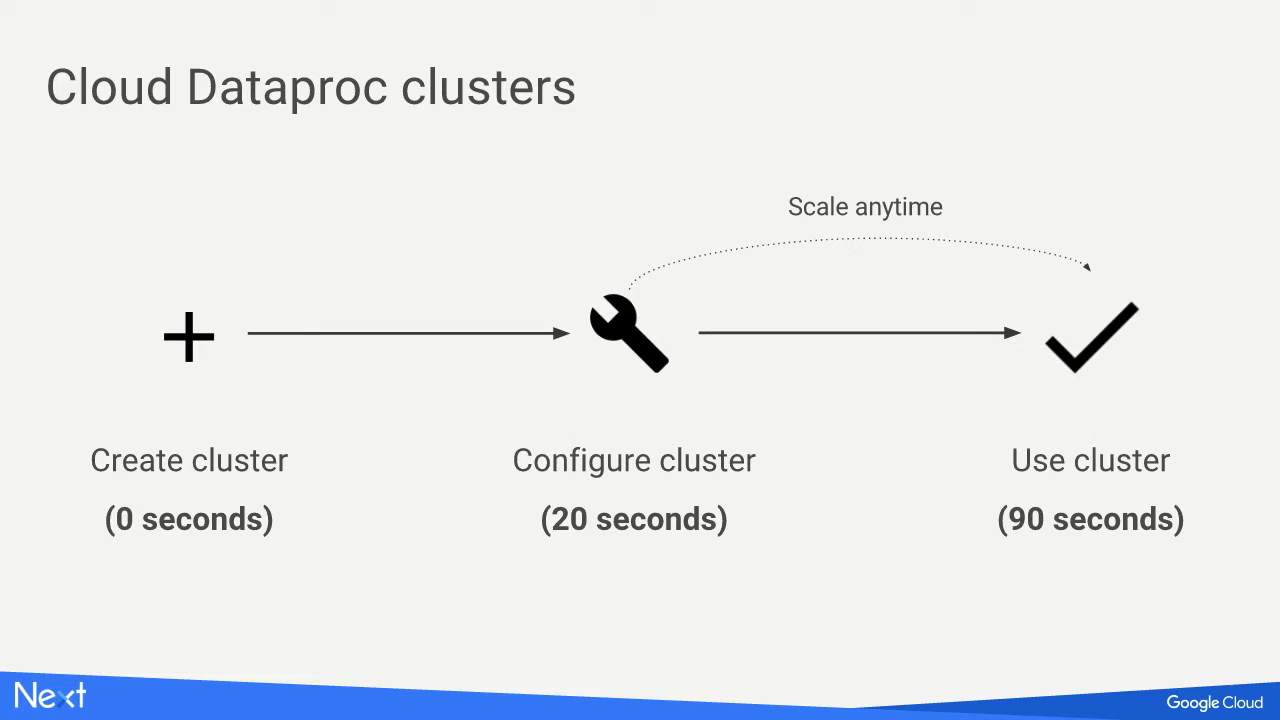 Cloud Dataproc clusters
Scale anytime
Create cluster
(0 seconds)
Configure cluster
(20 seconds)
Use cluster
(90 seconds)
Next
Google Cloud